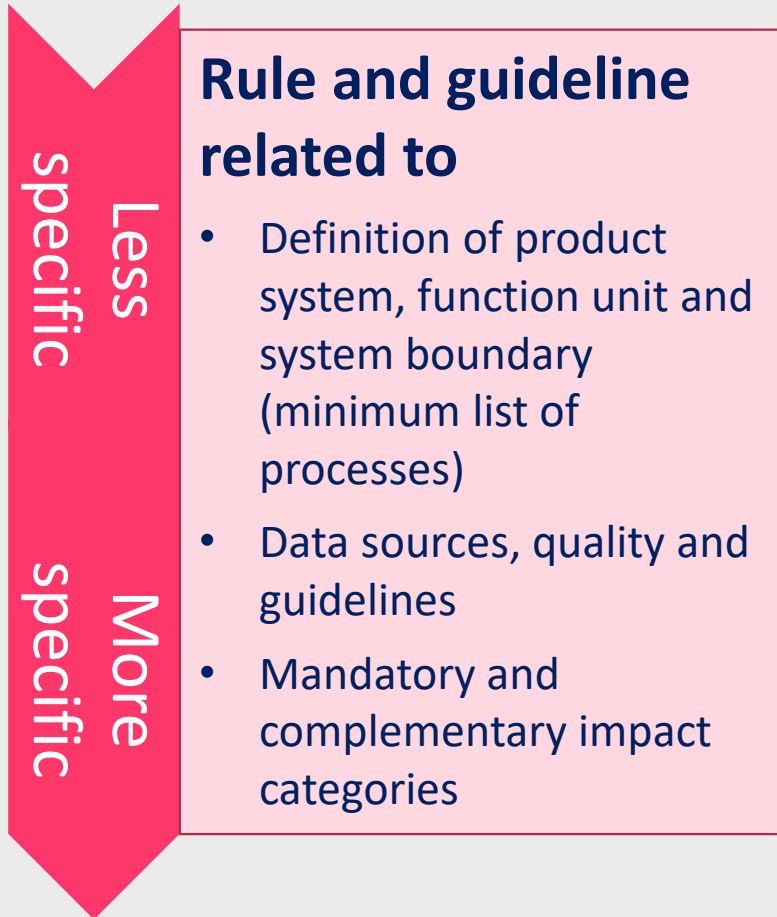 Less
specific
More
specific
Rule and guideline
related to
• Definition of product
system, function unit and
system boundary
(minimum list of
processes)
• Data sources, quality and
guidelines
• Mandatory and
complementary impact
categories